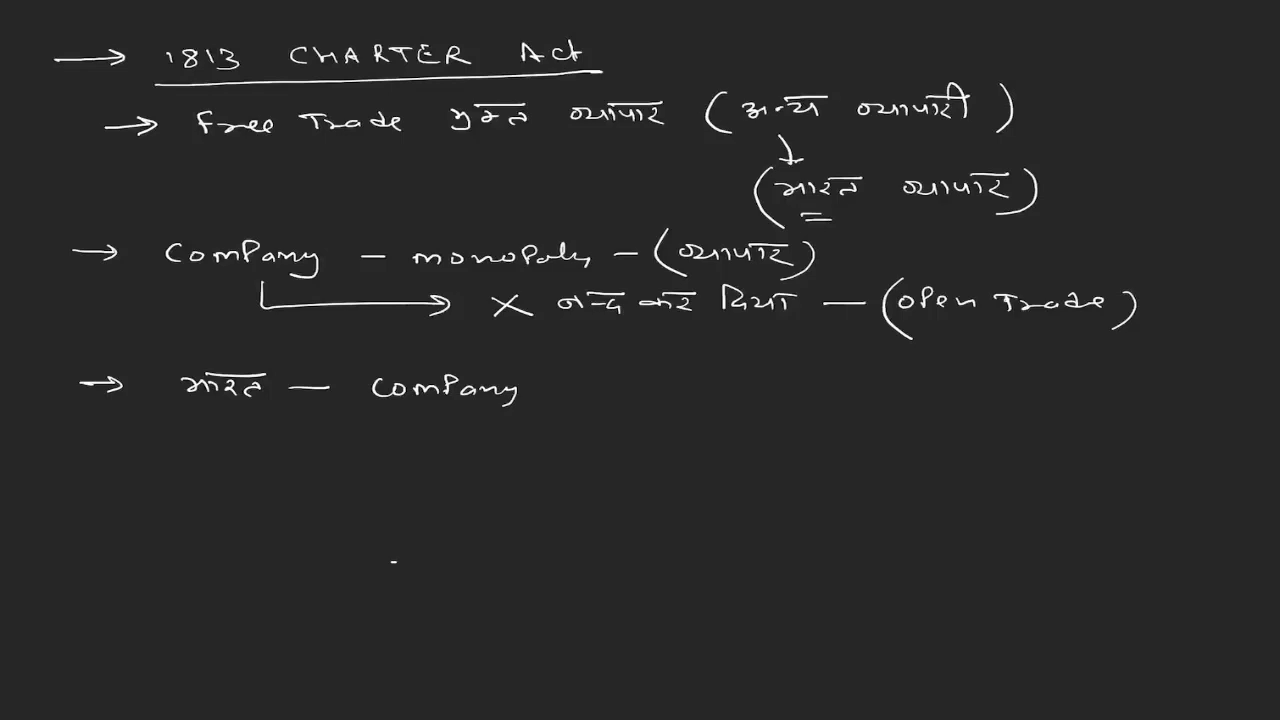 → 1813 CHARTER Act
→ Free Trade मुक्त व्यापार (अन्य व्यापारी)
(भारत व्यापार)
→ Company - monopoly - (व्यापार)
✗ बन्द कर दिया - (open Trade)
→ भारत - Company